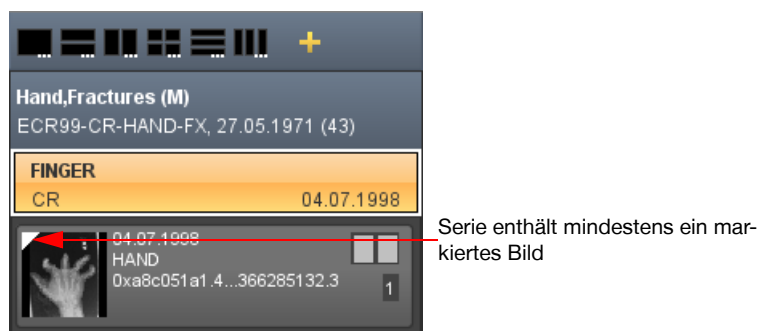 Hand,Fractures (M)
ECR99-CR-HAND-FX, 27.05.1971 (43)
FINGER
CR 04.07.1998
04.07.1998
HAND
0xa8c051a1.4...366285132.3
1
Serie enthält mindestens ein mar-
kiertes Bild